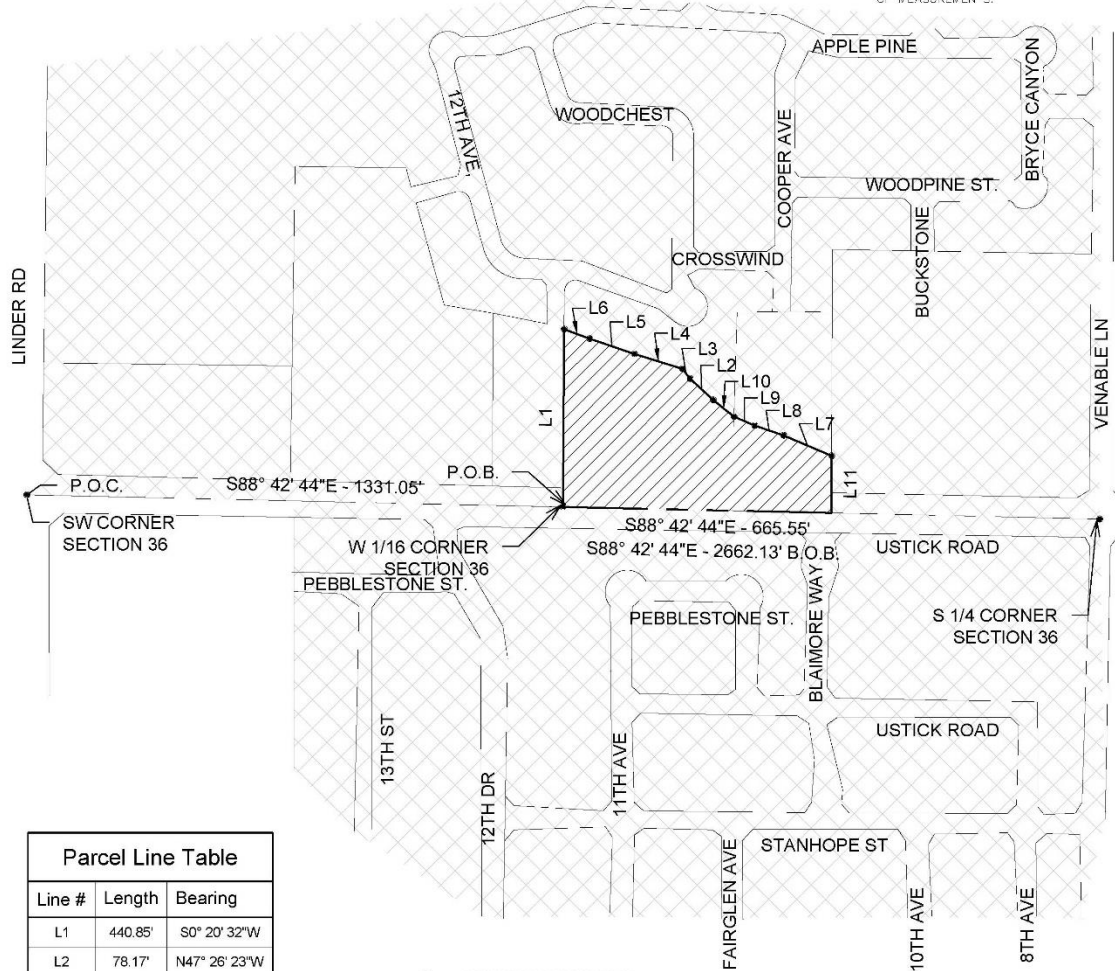 APPLE PINE
BRYCE CANYON
12TH AVE
WOODCHEST
COOPER AVE
WOODPINE ST.
BUCKSTONE
CROSSWIND
LINDER RD
VENABLE LN
L6
L5
L4
L3
L2
L10
L9
L8
L7
L1
L11
P.O.C.
S88° 42' 44"E - 1331.05'
P.O.B.
SW CORNER
SECTION 36
W 1/16 CORNER
SECTION 36
S88° 42' 44"E - 665.55'
S88° 42' 44"E - 2662.13' B.O.B.
USTICK ROAD
PEBBLESTONE ST.
PEBBLESTONE ST.
BLAIMORE WAY
S 1/4 CORNER
SECTION 36
USTICK ROAD
13TH ST
12TH DR
11TH AVE
STANHOPE ST
FAIRGLEN AVE
10TH AVE
8TH AVE
Parcel Line Table
Line # Length Bearing
L1 440.85' S0° 20' 32"W
L2 78.17' N47° 26' 23"W